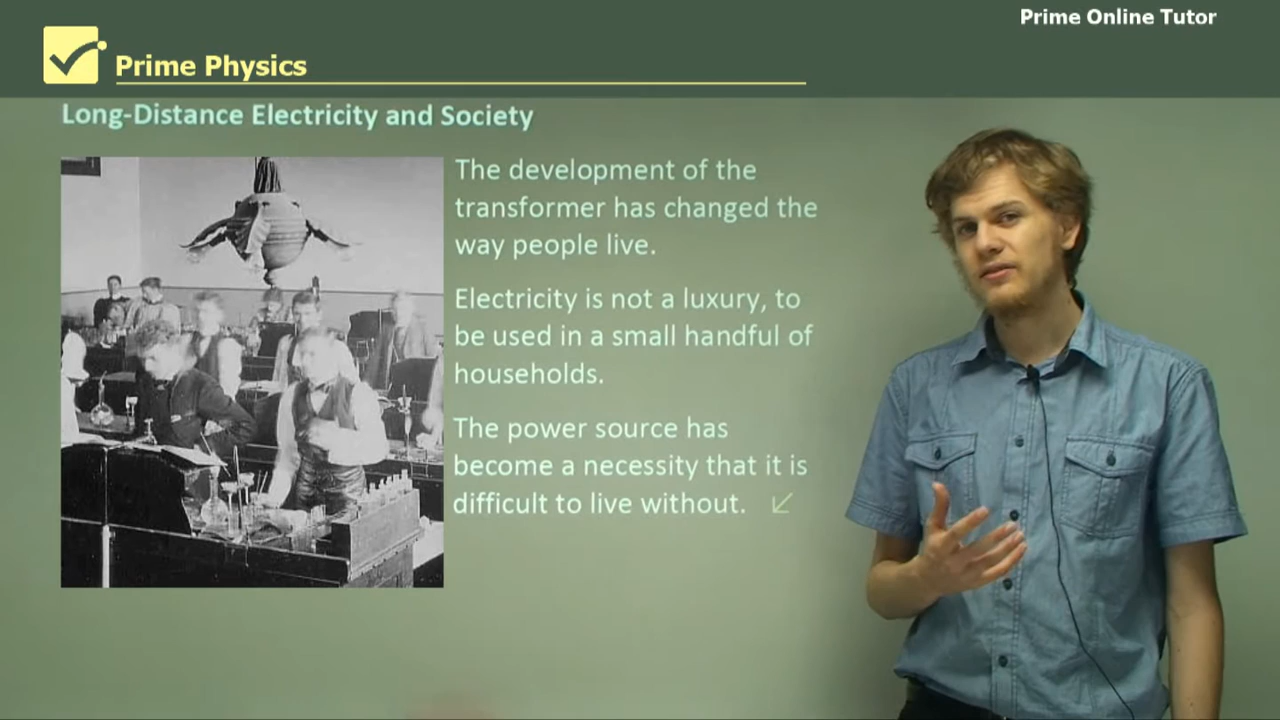 Prime Online Tutor
Prime Physics
Long-Distance Electricity and Society
The development of the
transformer has changed the
way people live.
Electricity is not a luxury, to
be used in a small handful of
households.
The power source has
become a necessity that it is
difficult to live without.